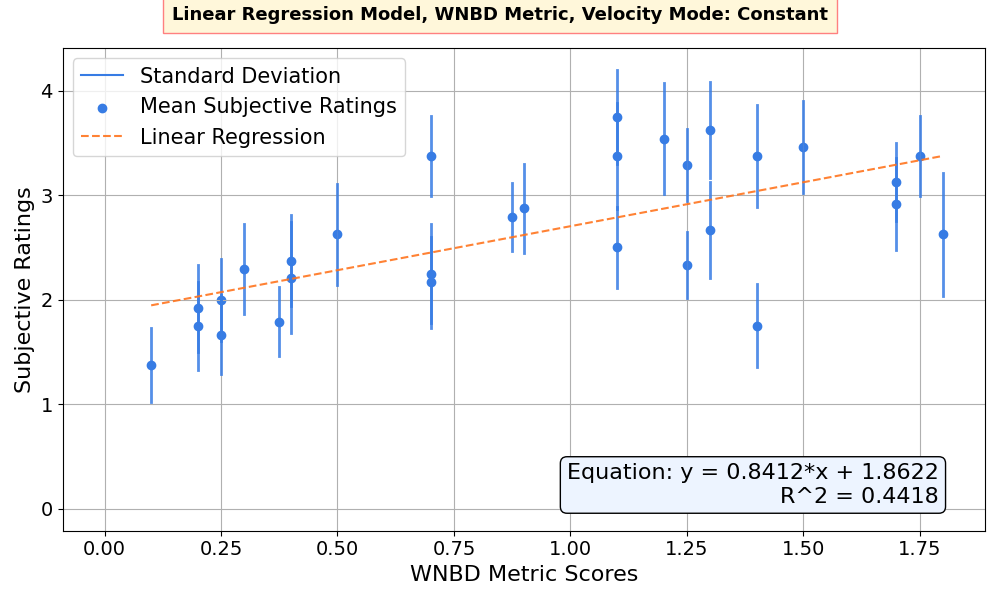 Linear Regression Model, WNBD Metric, Velocity Mode: Constant
Standard Deviation
Mean Subjective Ratings
Linear Regression
Subjective Ratings
4
3
2
1
0
Equation: y = 0.8412*x + 1.8622
R^2 = 0.4418
0.00 0.25 0.50 0.75 1.00 1.25 1.50 1.75
WNBD Metric Scores